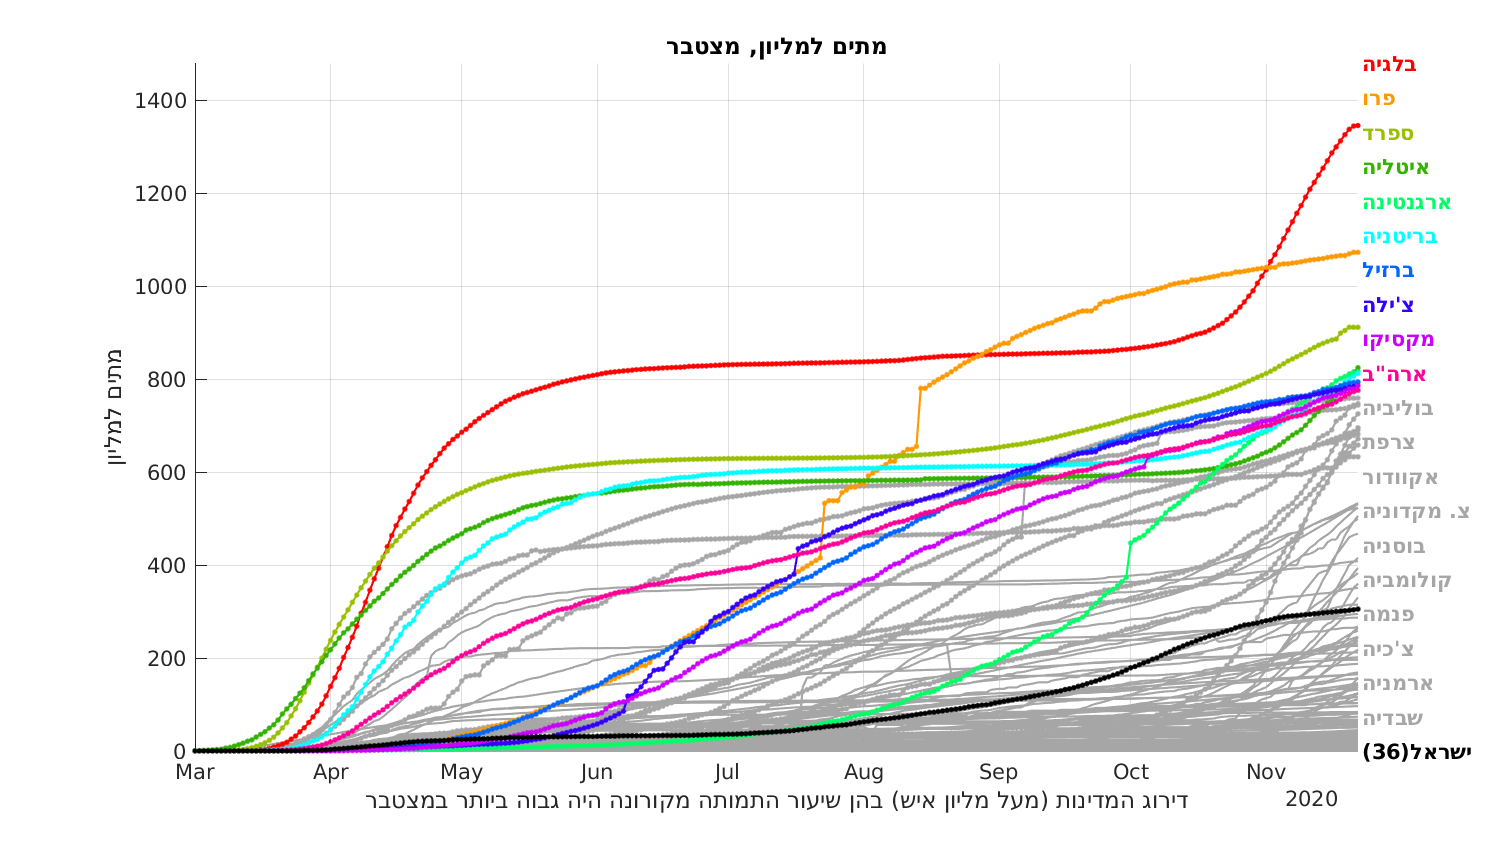 מתים למליון, מצטבר
בלגיה
פרו
ספרד
איטליה
ארגנטינה
בריטניה
ברזיל
צ'ילה
מקסיקו
ארה"ב
בוליביה
צרפת
אקוודור
צ. מקדוניה
בוסניה
קולומביה
פנמה
צ'כיה
ארמניה
שבדיה
ישראל(36)
מתים למליון
1400
1200
1000
800
600
400
200
0
Mar Apr May Jun Jul Aug Sep Oct Nov
2020
דירוג המדינות (מעל מליון איש) בהן שיעור התמותה מקורונה היה גבוה ביותר במצטבר